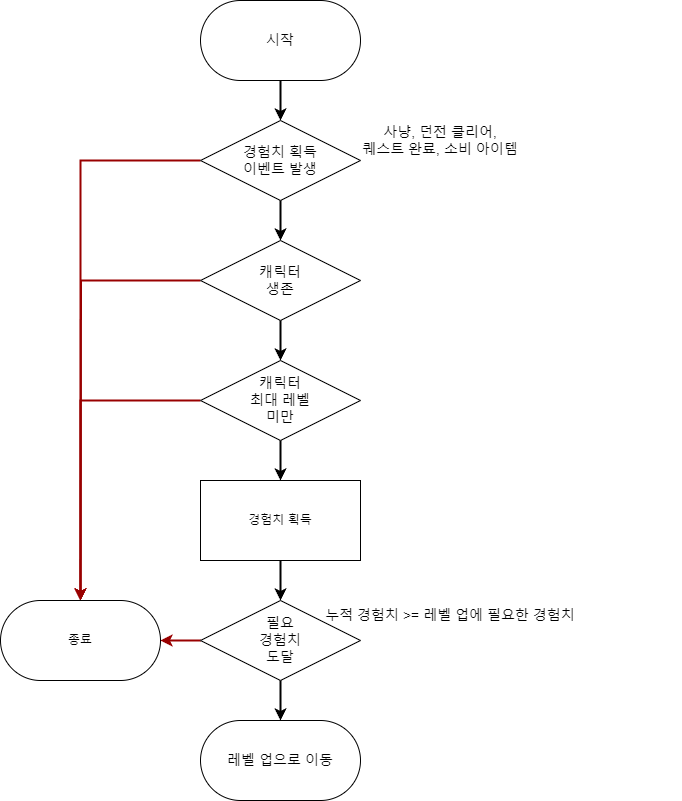 시작
사냥, 던전 클리어,
퀘스트 완료, 소비 아이템
경험치 획득
이벤트 발생
캐릭터
생존
캐릭터
최대 레벨
미만
경험치 획득
누적 경험치 >= 레벨 업에 필요한 경험치
필요
경험치
도달
종료
레벨 업으로 이동